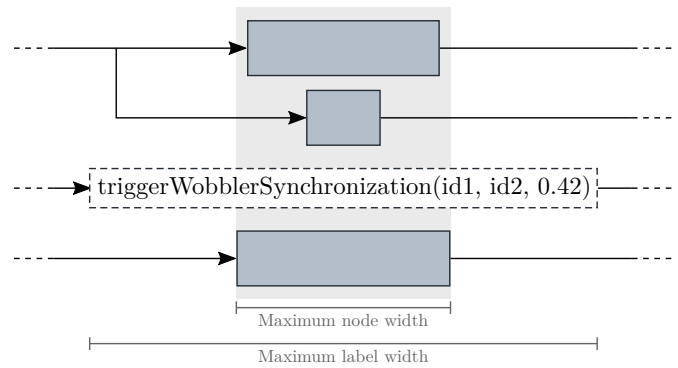 triggerWobblerSynchronization(id1, id2, 0.42)
Maximum node width
Maximum label width